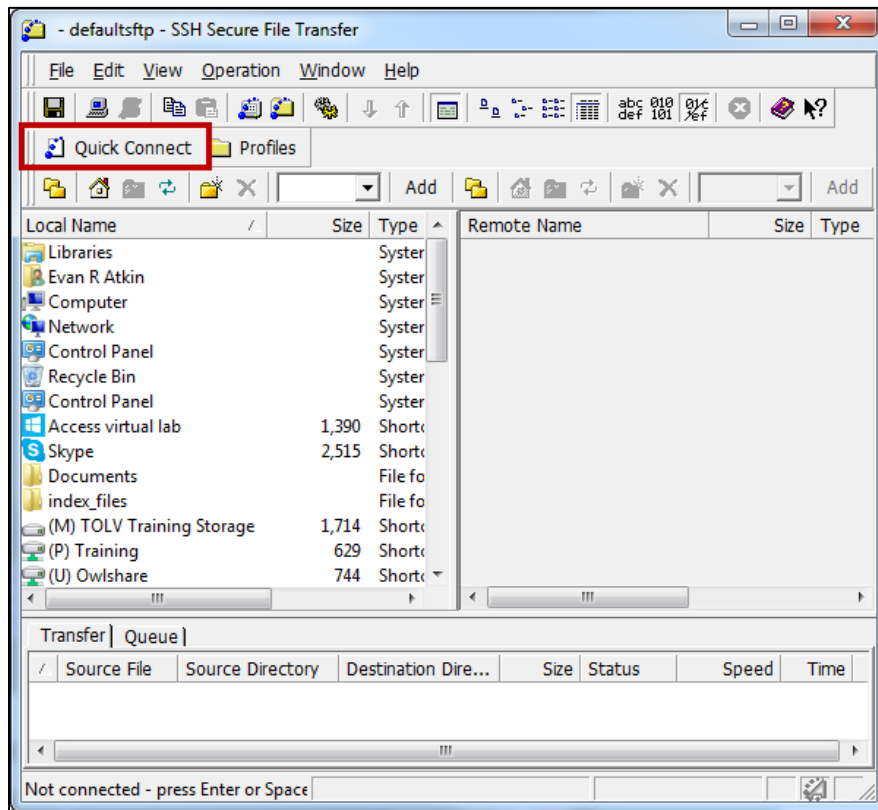 - defaultsftp - SSH Secure File Transfer
File Edit View Operation Window Help
abc def 010 101
Quick Connect Profiles
Add Add
Local Name Size Type Remote Name Size Type
Libraries Syster
Evan R Atkin Syster
Computer Syster
Network Syster
Control Panel Syster
Recycle Bin Syster
Control Panel Syster
Access virtual lab 1,390 Shortc
Skype 2,515 Shortc
Documents File fo
index_files File fo
(M) TOLV Training Storage 1,714 Shortc
(P) Training 629 Shortc
(U) Owlshare 744 Shortc
Transfer Queue
Source File Source Directory Destination Dire... Size Status Speed Time
Not connected - press Enter or Space